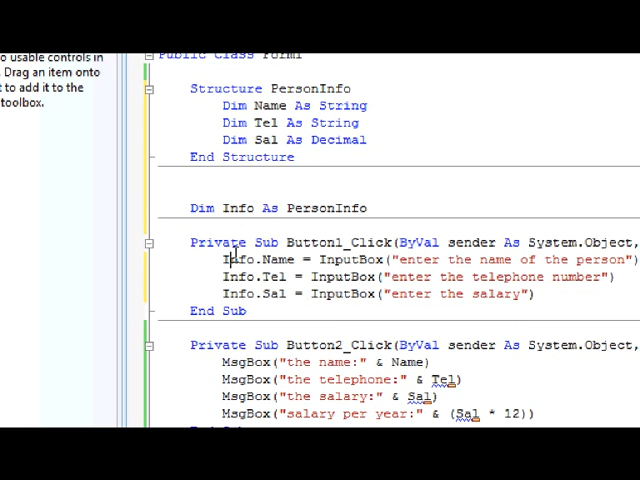 o usable controls in
. Drag an item onto
t to add it to the
toolbox.
Public Class Form1
Structure PersonInfo
Dim Name As String
Dim Tel As String
Dim Sal As Decimal
End Structure
Dim Info As PersonInfo
Private Sub Button1_Click(ByVal sender As System.Object,
Info.Name = InputBox("enter the name of the person")
Info.Tel = InputBox("enter the telephone number")
Info.Sal = InputBox("enter the salary")
End Sub
Private Sub Button2_Click(ByVal sender As System.Object,
MsgBox("the name:" & Name)
MsgBox("the telephone:" & Tel)
MsgBox("the salary:" & Sal)
MsgBox("salary per year:" & (Sal * 12))
End Sub